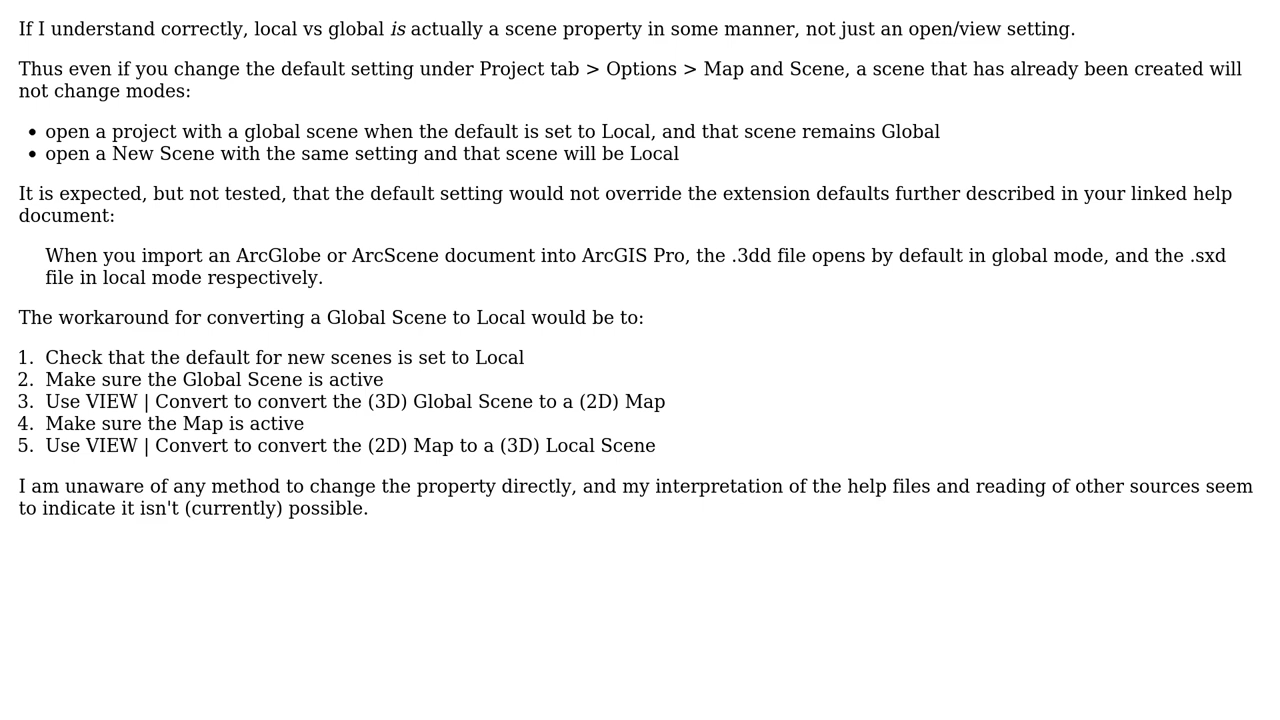 If I understand correctly, local vs global is actually a scene property in some manner, not just an open/view setting.
Thus even if you change the default setting under Project tab > Options > Map and Scene, a scene that has already been created will
not change modes:
• open a project with a global scene when the default is set to Local, and that scene remains Global
• open a New Scene with the same setting and that scene will be Local
It is expected, but not tested, that the default setting would not override the extension defaults further described in your linked help
document:
When you import an ArcGlobe or ArcScene document into ArcGIS Pro, the .3dd file opens by default in global mode, and the .sxd
file in local mode respectively.
The workaround for converting a Global Scene to Local would be to:
1. Check that the default for new scenes is set to Local
2. Make sure the Global Scene is active
3. Use VIEW | Convert to convert the (3D) Global Scene to a (2D) Map
4. Make sure the Map is active
5. Use VIEW | Convert to convert the (2D) Map to a (3D) Local Scene
I am unaware of any method to change the property directly, and my interpretation of the help files and reading of other sources seem
to indicate it isn't (currently) possible.